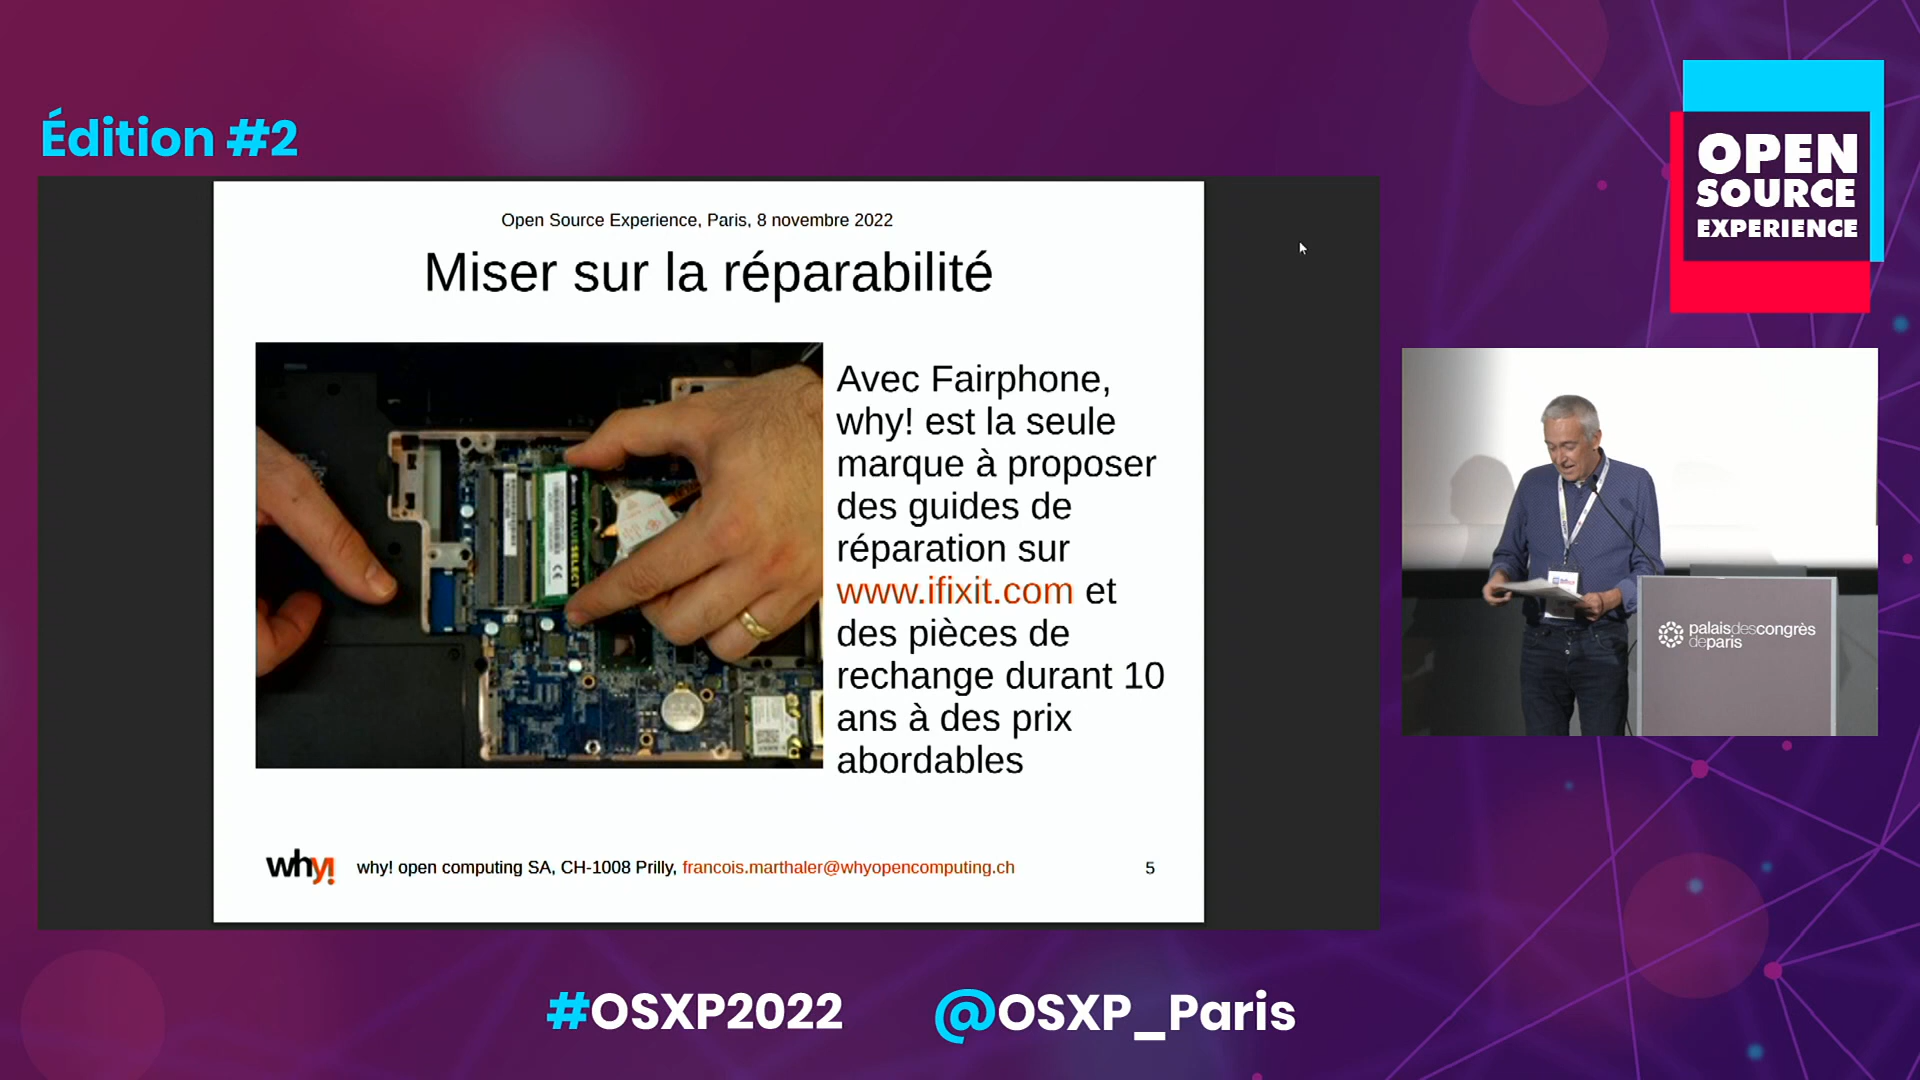 Édition #2
OPEN
SOURCE
EXPERIENCE
Open Source Experience, Paris, 8 novembre 2022
Miser sur la réparabilité
Avec Fairphone,
why! est la seule
marque à proposer
des guides de
réparation sur
www.ifixit.com et
des pièces de
rechange durant 10
ans à des prix
abordables
VALUESELECT
why! why! open computing SA, CH-1008 Prilly, francois.marthaler@whyopencomputing.ch 5
palaisdescongrès
deparis
#OSXP2022 @OSXP_Paris